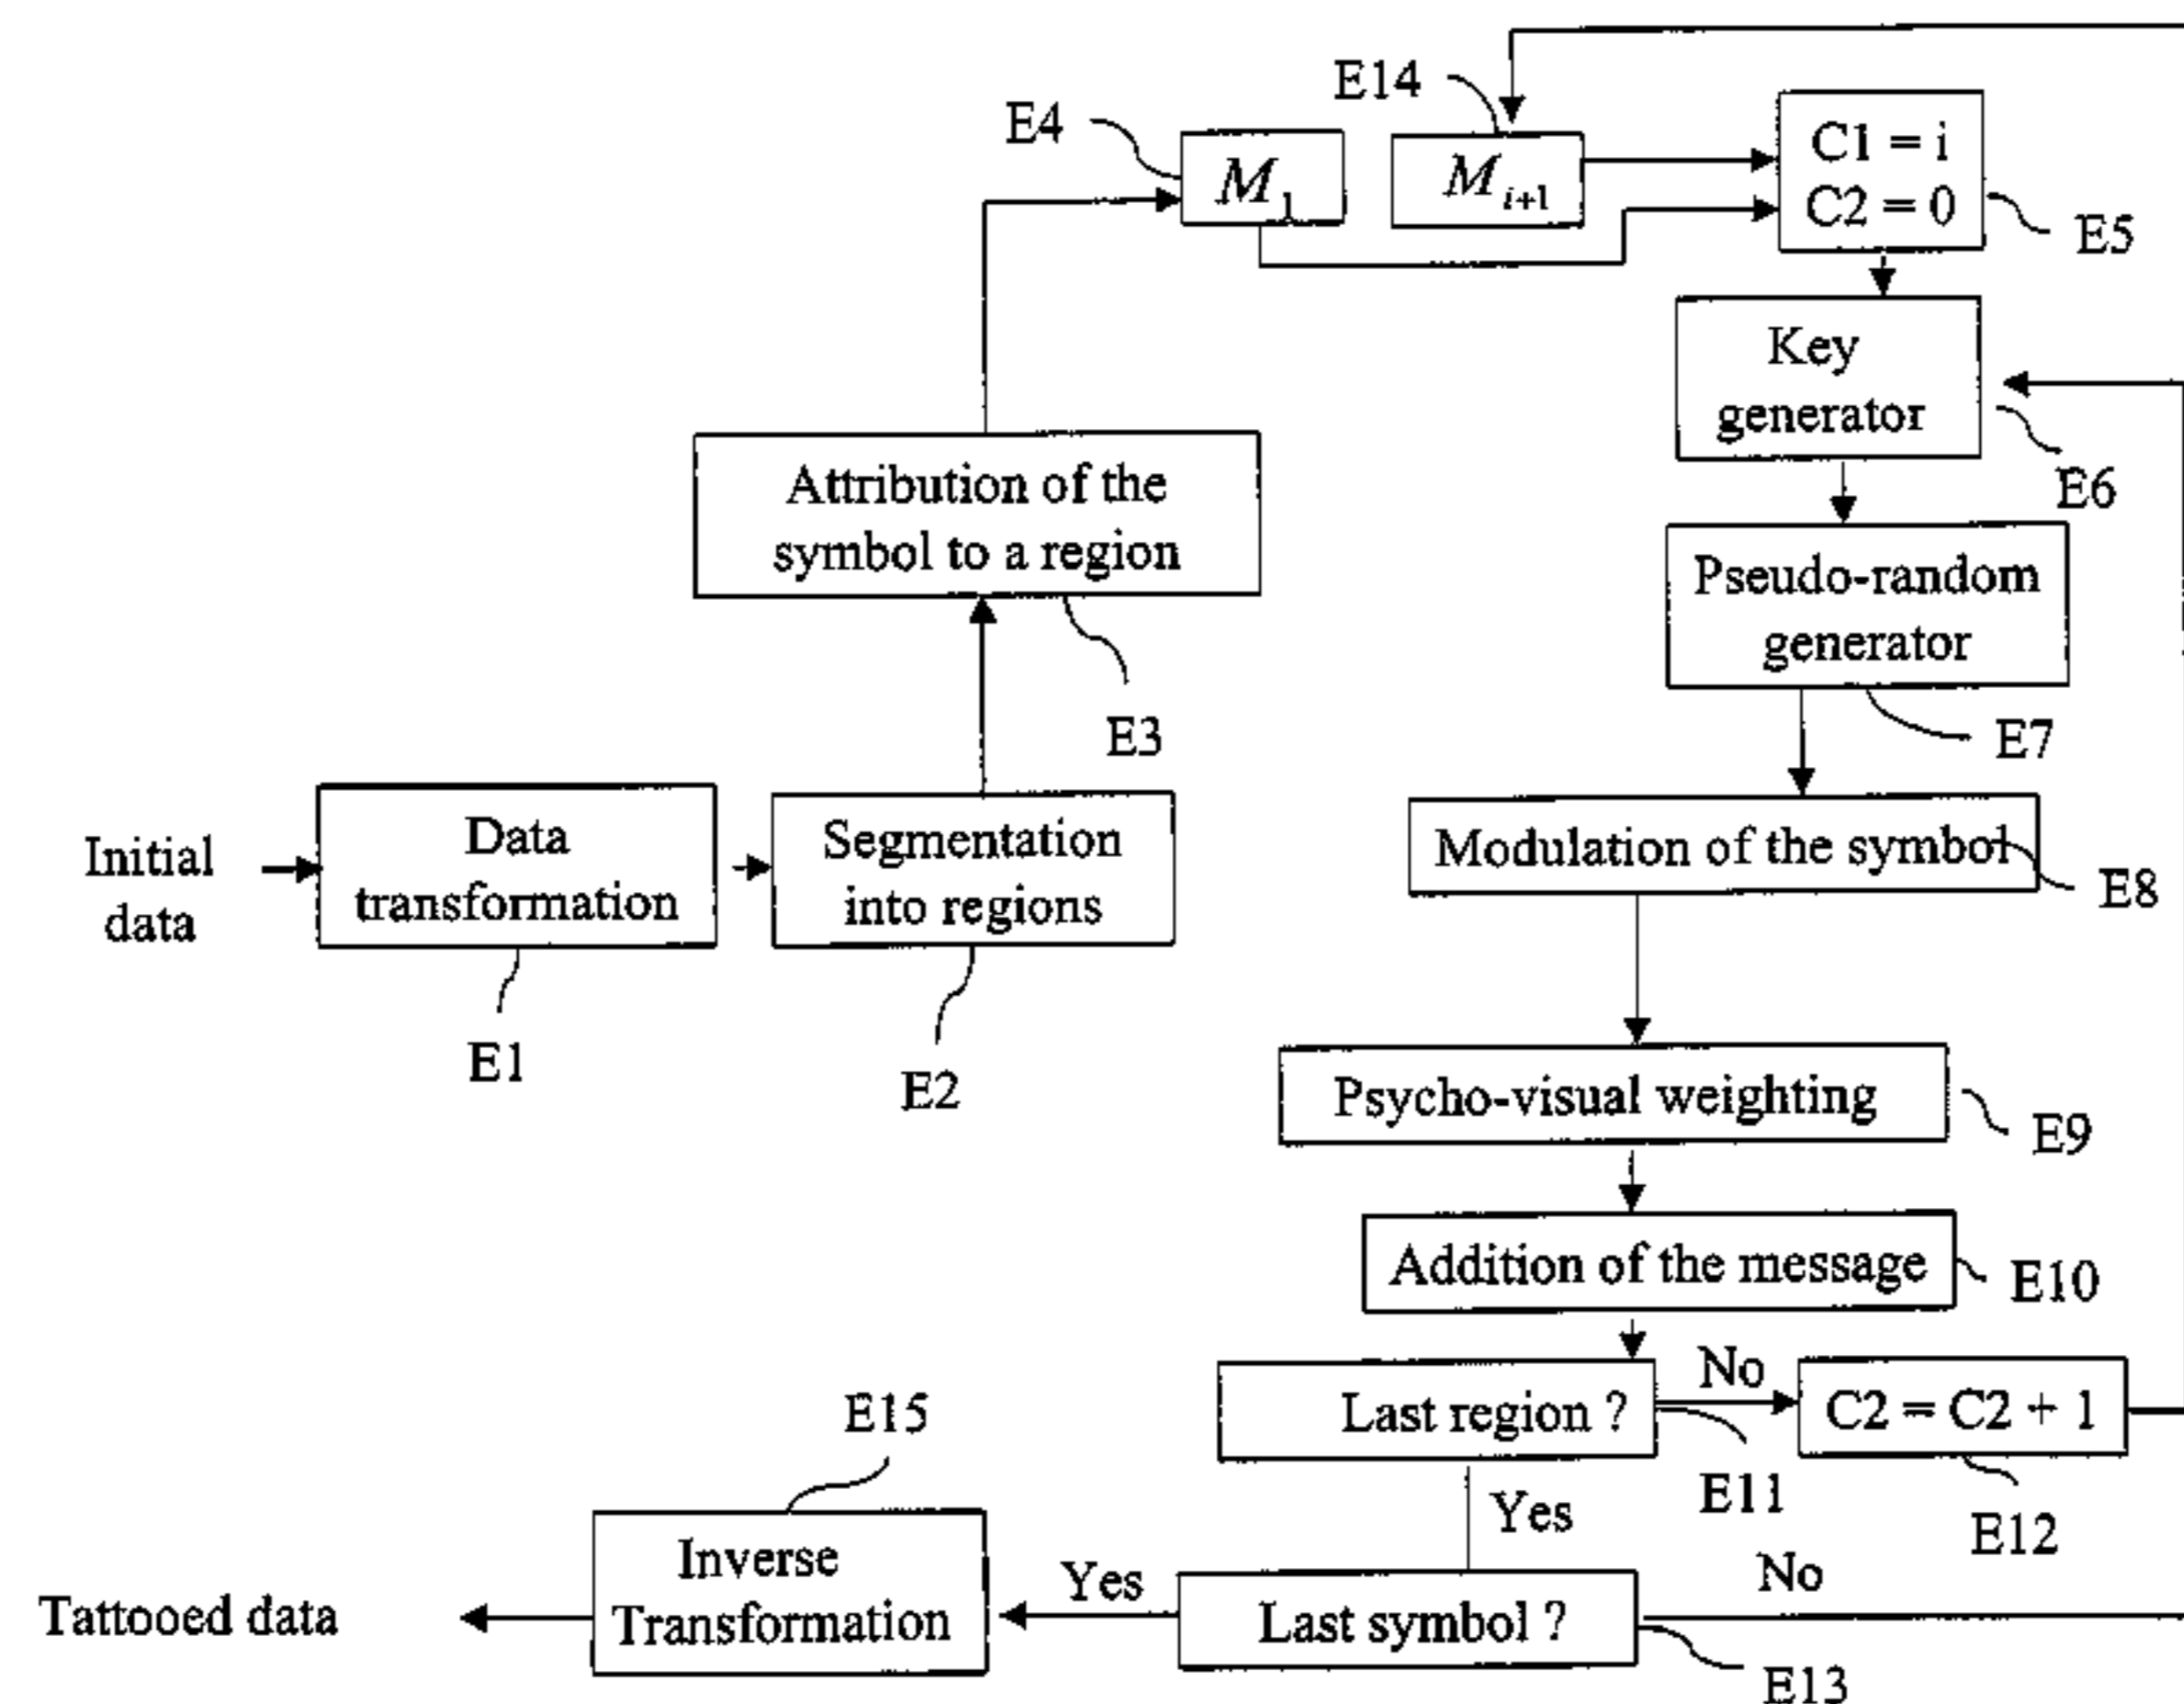 E14
E4
M1
Mi+1
C1 = i
C2 = 0
E5
Key
generator
E6
Attribution of the
symbol to a region
Pseudo-random
generator
E3
E7
Initial
data
Data
transformation
Segmentation
into regions
Modulation of the symbol
E8
E1
E2
Psycho-visual weighting
E9
Addition of the message
E10
Last region ?
No
C2 = C2 + 1
E15
E11
E12
Yes
Tattooed data
Inverse
Transformation
Yes
Last symbol ?
No
E13